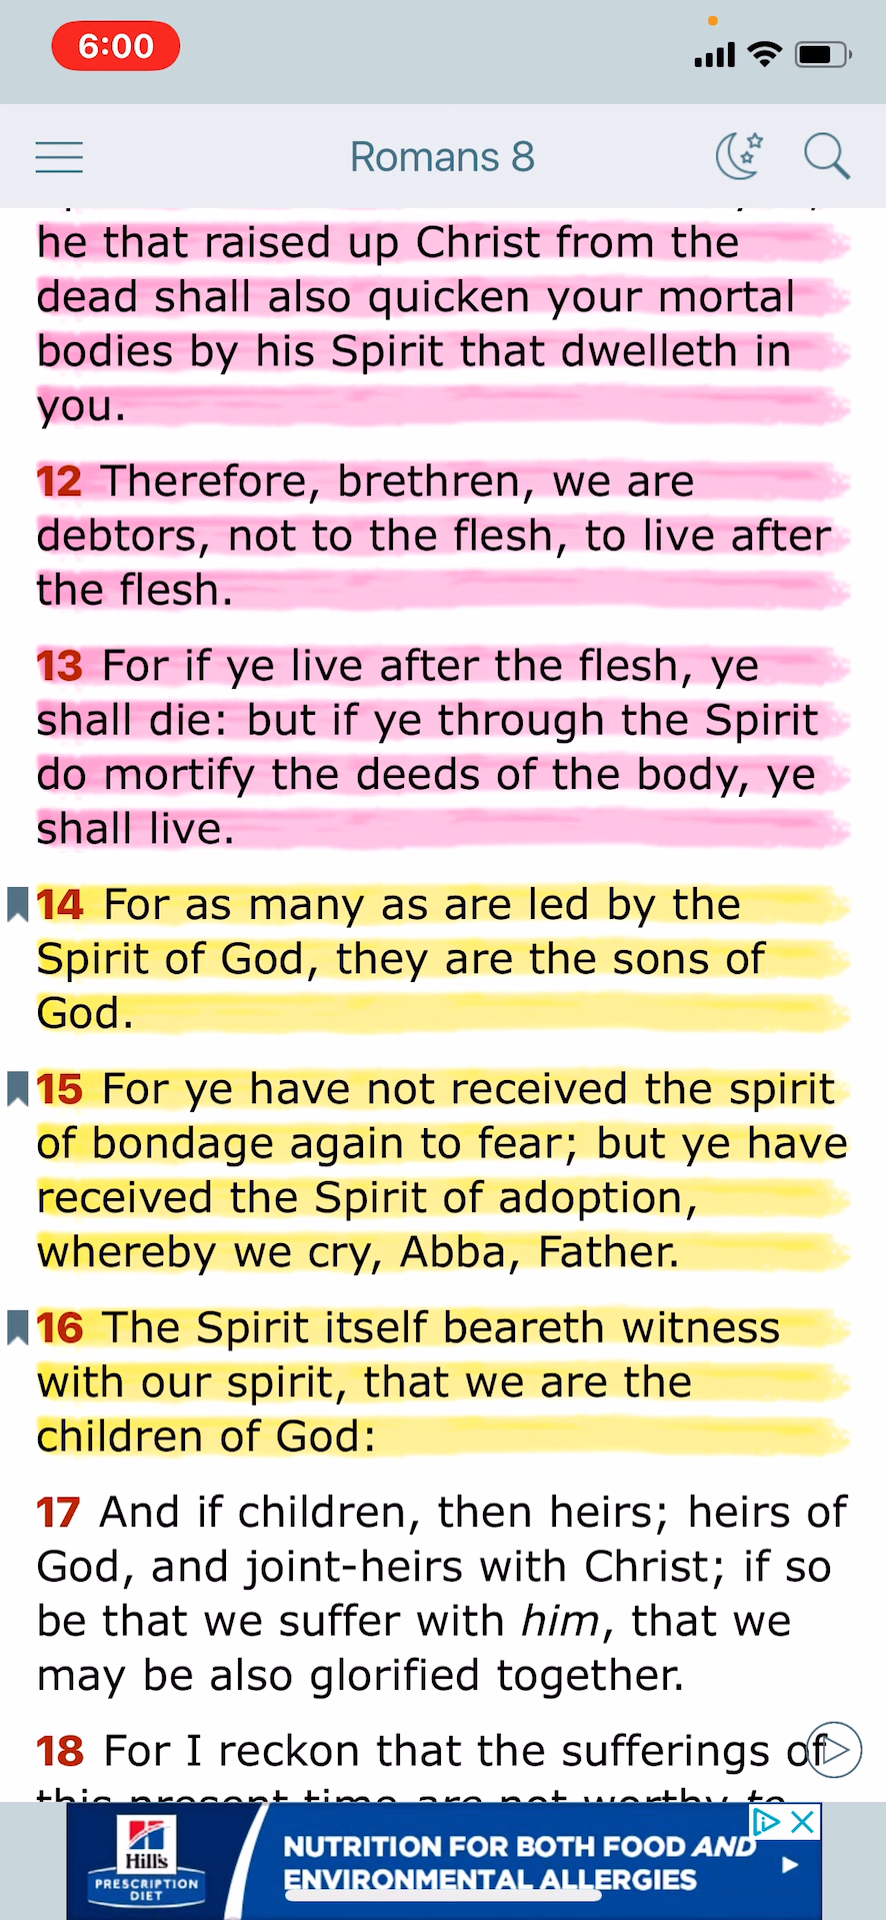 6:00
Romans 8
he that raised up Christ from the
dead shall also quicken your mortal
bodies by his Spirit that dwelleth in
you.
12 Therefore, brethren, we are
debtors, not to the flesh, to live after
the flesh.
13 For if ye live after the flesh, ye
shall die: but if ye through the Spirit
do mortify the deeds of the body, ye
shall live.
14 For as many as are led by the
Spirit of God, they are the sons of
God.
15 For ye have not received the spirit
of bondage again to fear; but ye have
received the Spirit of adoption,
whereby we cry, Abba, Father.
16 The Spirit itself beareth witness
with our spirit, that we are the
children of God:
17 And if children, then heirs; heirs of
God, and joint-heirs with Christ; if so
be that we suffer with him, that we
may be also glorified together.
18 For I reckon that the sufferings of
this present time are not worthy to
Hill's
PRESCRIPTION
DIET
NUTRITION FOR BOTH FOOD AND
ENVIRONMENTAL ALLERGIES